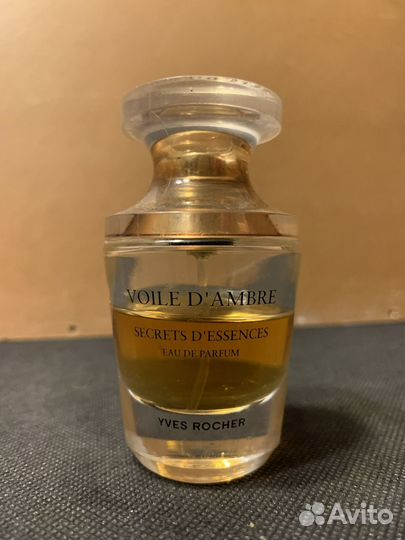 VOILE D'AMBRE
SECRETS D'ESSENCES
EAU DE PARFUM
YVES ROCHER
Avito